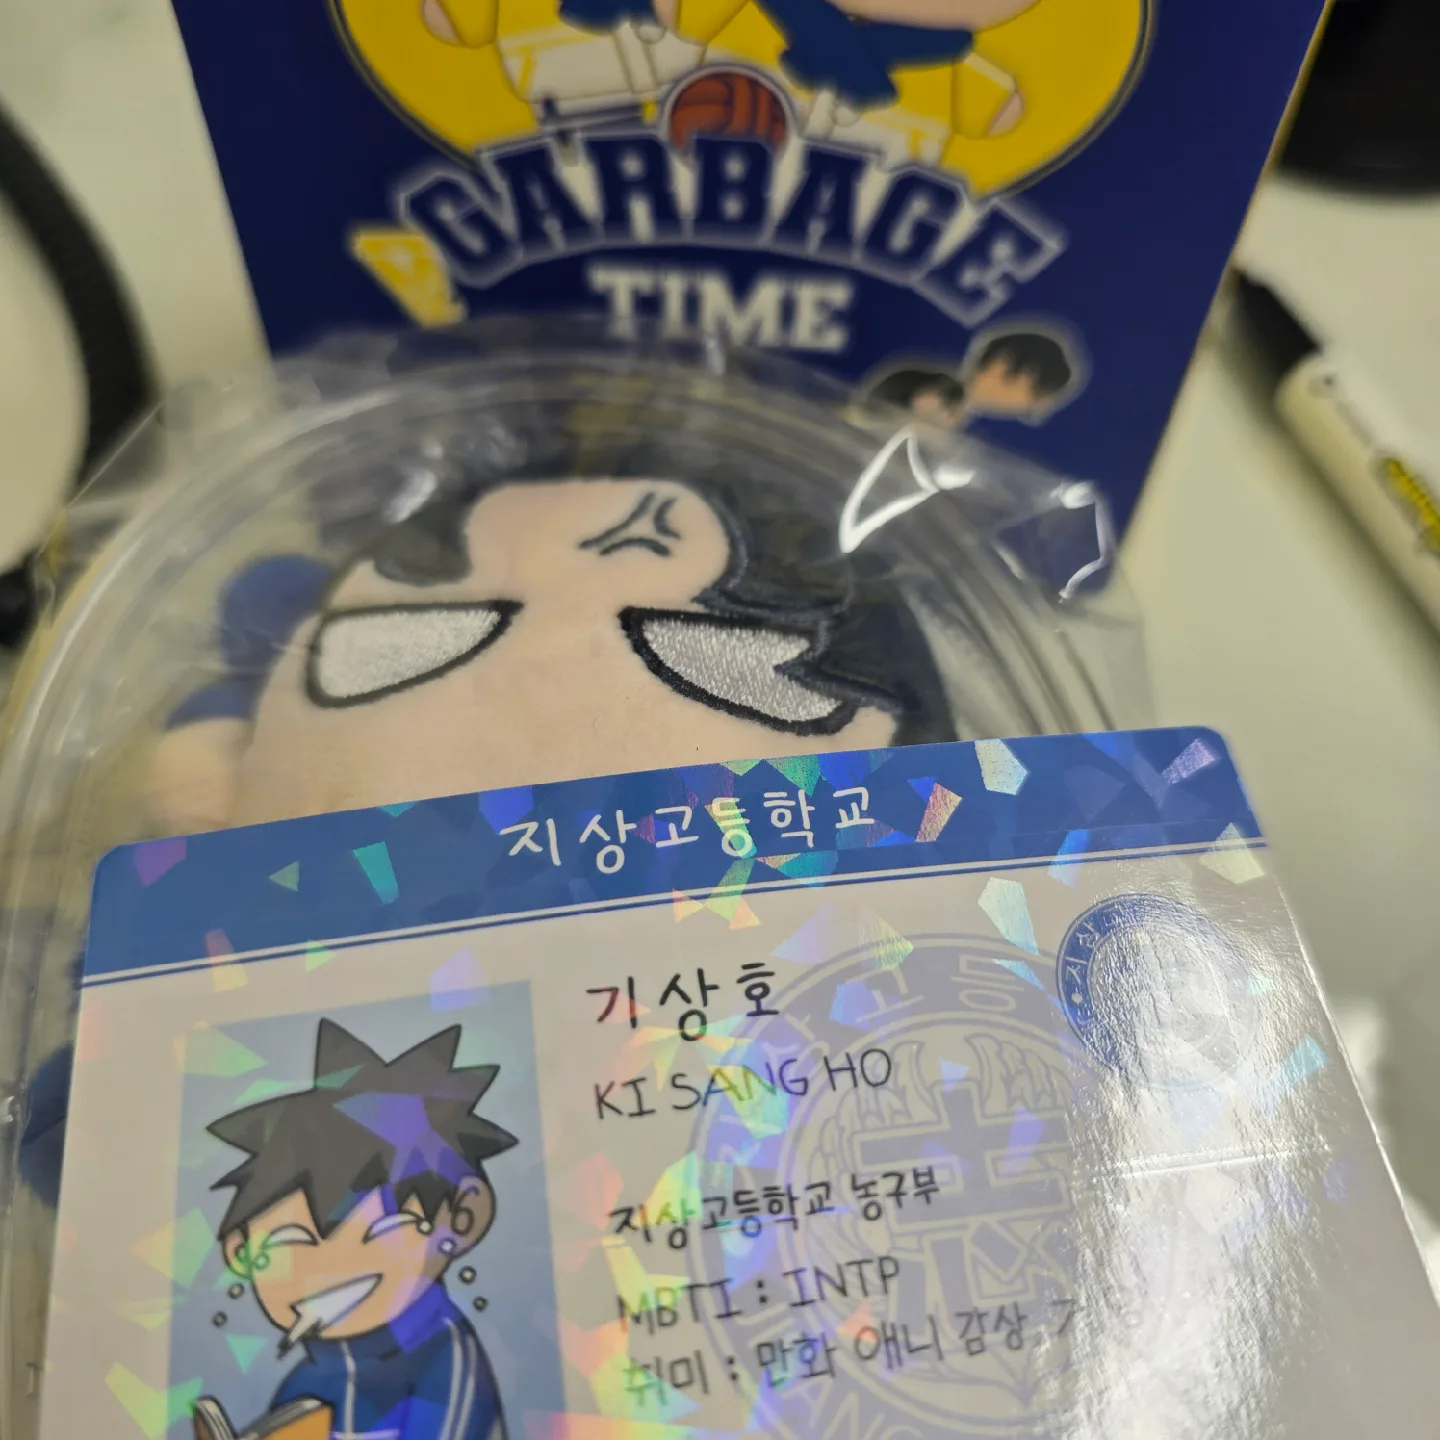 GARBAGE
TIME
지상고등학교
기상호
KI SANG HO
지상고등학교 농구부
MBTI : INTP
취미 : 만화 애니 감상